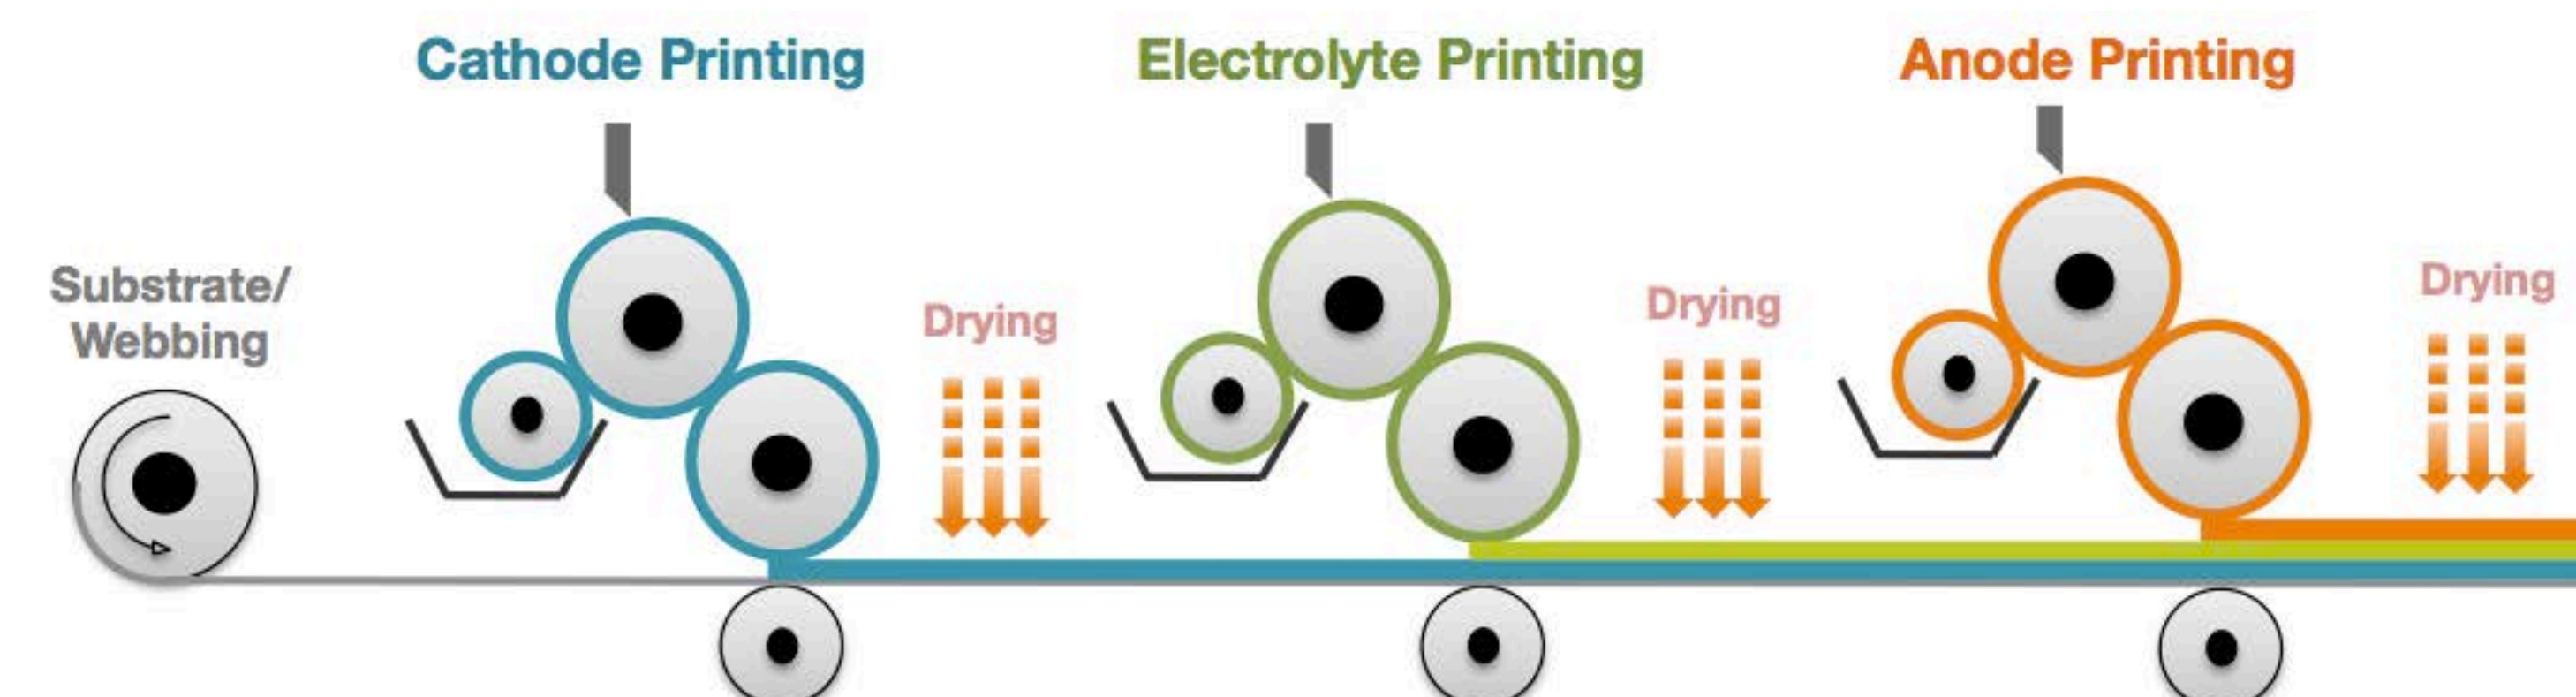 Cathode Printing
Electrolyte Printing
Anode Printing
Substrate/
Webbing
Drying
Drying
Drying